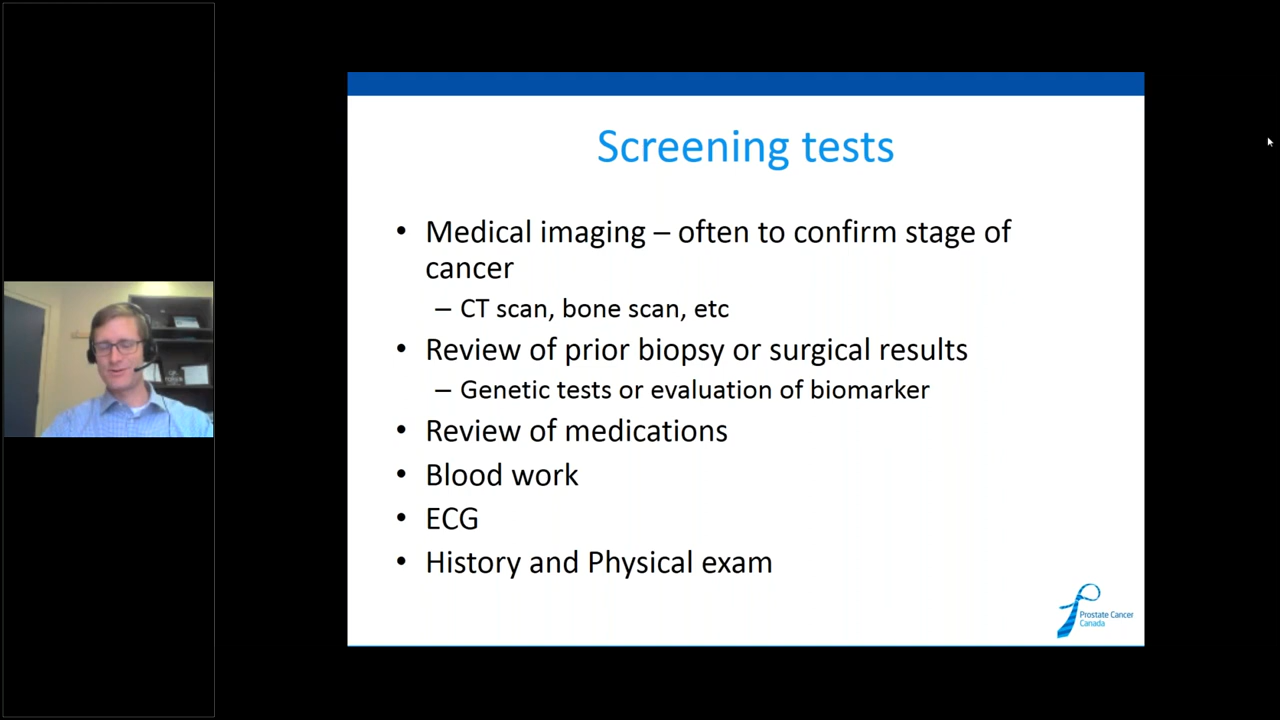 Screening tests
• Medical imaging – often to confirm stage of
cancer
– CT scan, bone scan, etc
• Review of prior biopsy or surgical results
– Genetic tests or evaluation of biomarker
• Review of medications
• Blood work
• ECG
• History and Physical exam
Prostate Cancer
Canada